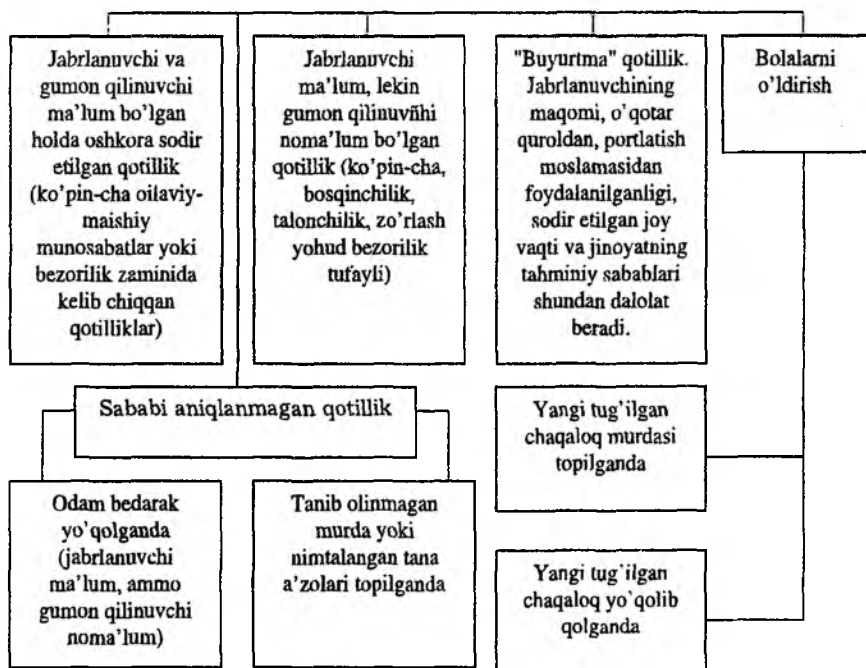 Jabrlanuvchi va
gumon qilinuvchi
ma'lum bo'lgan
holda oshkora sodir
etilgan qotillik
(ko'pin-cha oilaviy-
maishiy
munosabatlar yoki
bezorilik zaminida
kelib chiqqan
qotilliklar)
Jabrlanuvchi
ma'lum, lekin
gumon qilinuvñhi
noma'lum bo'lgan
qotillik (ko'pin-cha,
bosqinchilik,
talonchilik, zo'rlash
yohud bezorilik
tufayli)
"Buyurtma" qotillik.
Jabrlanuvchining
maqomi, o'qotar
quroldan, portlatish
moslamasidan
foydalanilganligi,
sodir etilgan joy
vaqti va jinoyatning
tahminiy sabablari
shundan dalolat
beradi.
Bolalarni
o'ldirish
Sababi aniqlanmagan qotillik
Odam bedarak
yo'qolganda
(jabrlanuvchi
ma'lum, ammo
gumon qilinuvchi
noma'lum)
Tanib olinmagan
murda yoki
nimtalangan tana
a'zolari topilganda
Yangi tug'ilgan
chaqaloq murdasi
topilganda
Yangi tug'ilgan
chaqaloq yo'qolib
qolganda